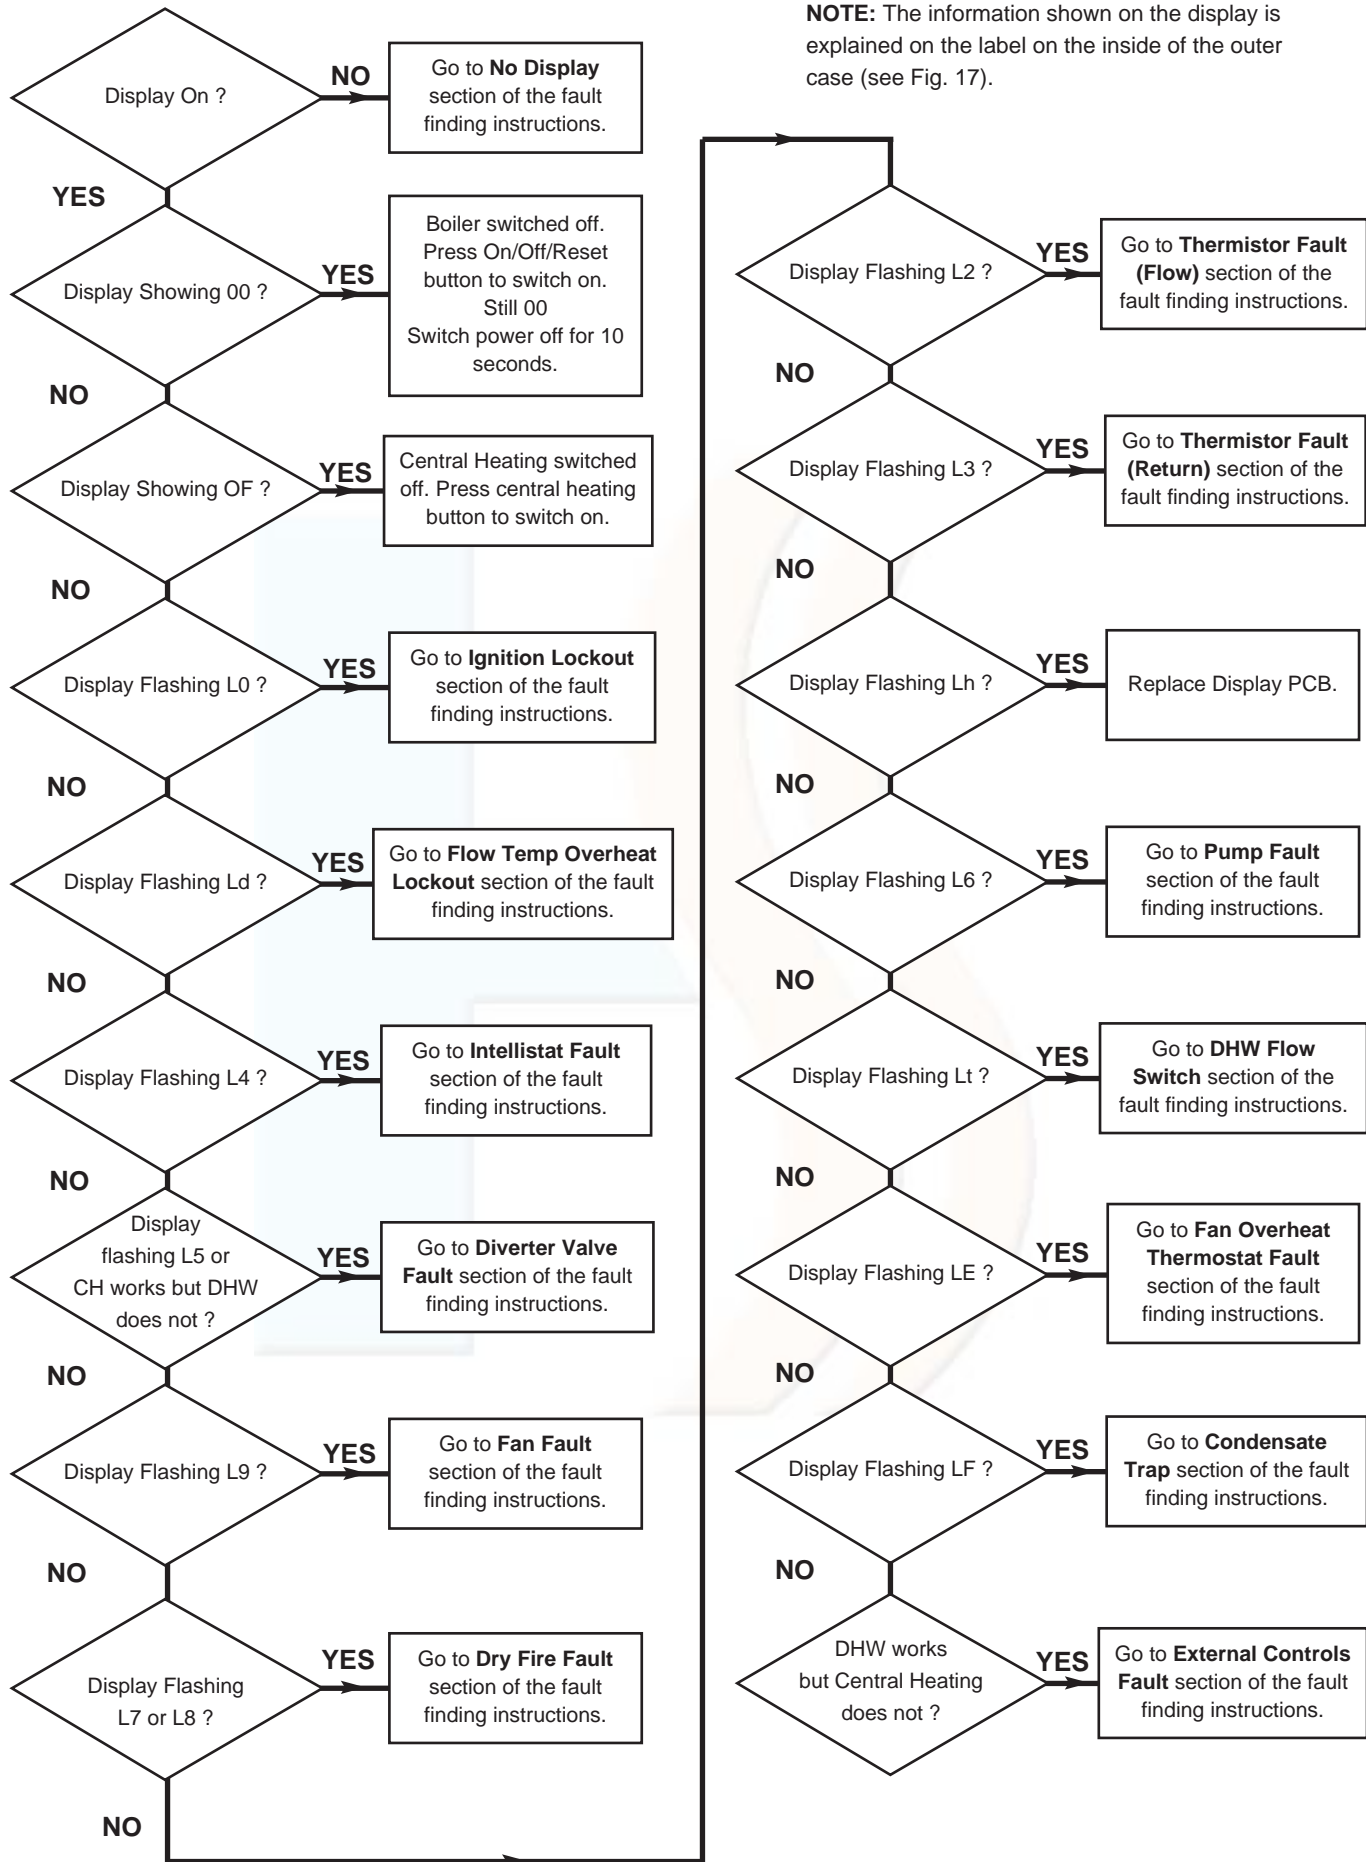 Display On ?
NO
Go to No Display
section of the fault
finding instructions.
YES
Display Showing 00 ?
YES
Boiler switched off.
Press On/Off/Reset
button to switch on.
Still 00
Switch power off for 10
seconds.
NO
Display Showing OF ?
YES
Central Heating switched
off. Press central heating
button to switch on.
NO
Display Flashing L0 ?
YES
Go to Ignition Lockout
section of the fault
finding instructions.
NO
Display Flashing Ld ?
YES
Go to Flow Temp Overheat
Lockout section of the fault
finding instructions.
NO
Display Flashing L4 ?
YES
Go to Intellistat Fault
section of the fault
finding instructions.
NO
Display
flashing L5 or
CH works but DHW
does not ?
YES
Go to Diverter Valve
Fault section of the fault
finding instructions.
NO
Display Flashing L9 ?
YES
Go to Fan Fault
section of the fault
finding instructions.
NO
Display Flashing
L7 or L8 ?
YES
Go to Dry Fire Fault
section of the fault
finding instructions.
NO
NOTE: The information shown on the display is
explained on the label on the inside of the outer
case (see Fig. 17).
Display Flashing L2 ?
YES
Go to Thermistor Fault
(Flow) section of the
fault finding instructions.
NO
Display Flashing L3 ?
YES
Go to Thermistor Fault
(Return) section of the
fault finding instructions.
NO
Display Flashing Lh ?
YES
Replace Display PCB.
NO
Display Flashing L6 ?
YES
Go to Pump Fault
section of the fault
finding instructions.
NO
Display Flashing Lt ?
YES
Go to DHW Flow
Switch section of the
fault finding instructions.
NO
Display Flashing LE ?
YES
Go to Fan Overheat
Thermostat Fault
section of the fault
finding instructions.
NO
Display Flashing LF ?
YES
Go to Condensate
Trap section of the fault
finding instructions.
NO
DHW works
but Central Heating
does not ?
YES
Go to External Controls
Fault section of the fault
finding instructions.